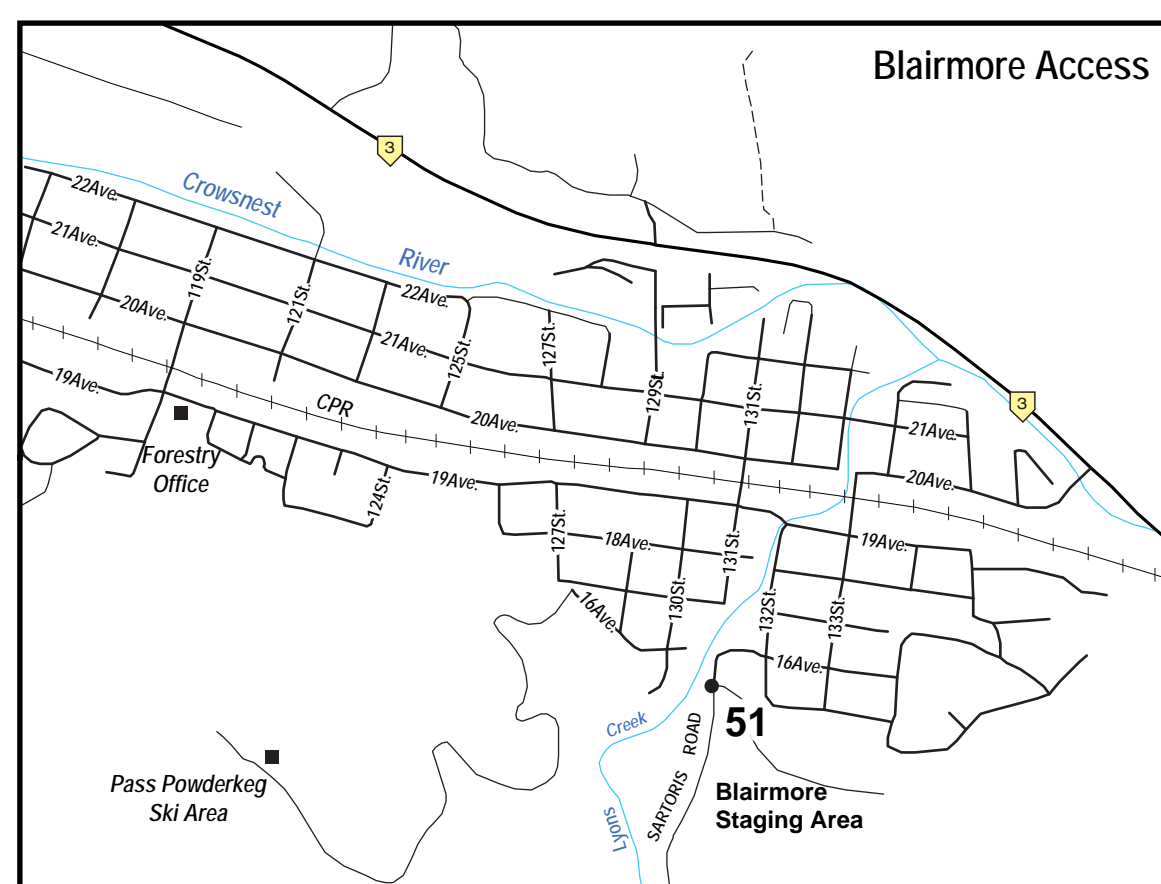 Blairmore Access
3
Crowsnest
River
22Ave.
21Ave.
20Ave.
19Ave.
119St.
121St.
22Ave.
21Ave.
125St.
127St.
129St.
131St.
CPR
20Ave.
21Ave.
20Ave.
3
Forestry
Office
124St.
19Ave.
127St.
18Ave.
131St.
130St.
16Ave.
19Ave.
132St.
133St.
16Ave.
51
Creek
Lyons
SARTORIS ROAD
Blairmore
Staging Area
Pass Powderkeg
Ski Area